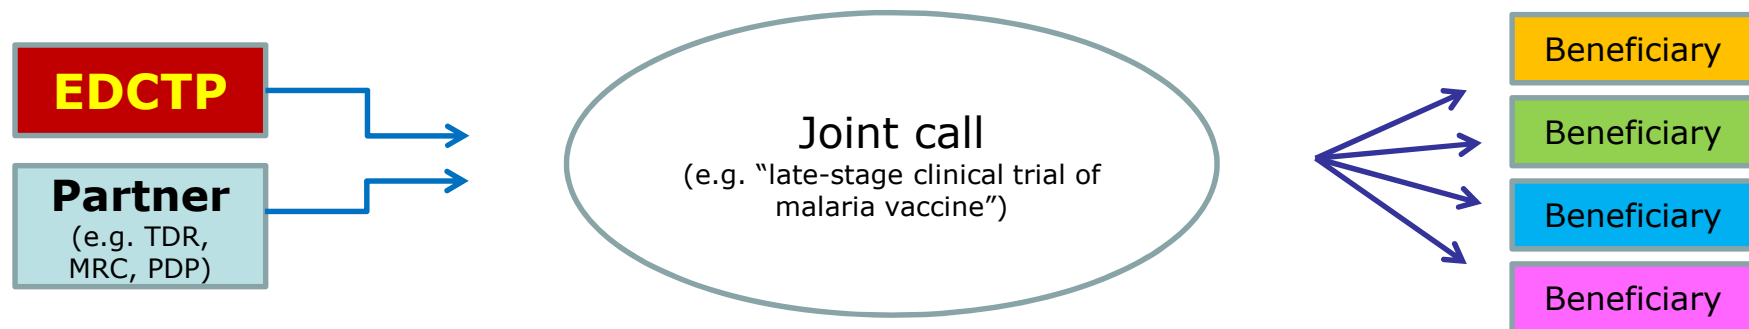 EDCTP
Partner
(e.g. TDR,
MRC, PDP)
Joint call
(e.g. “late-stage clinical trial of
malaria vaccine”)
Beneficiary
Beneficiary
Beneficiary
Beneficiary